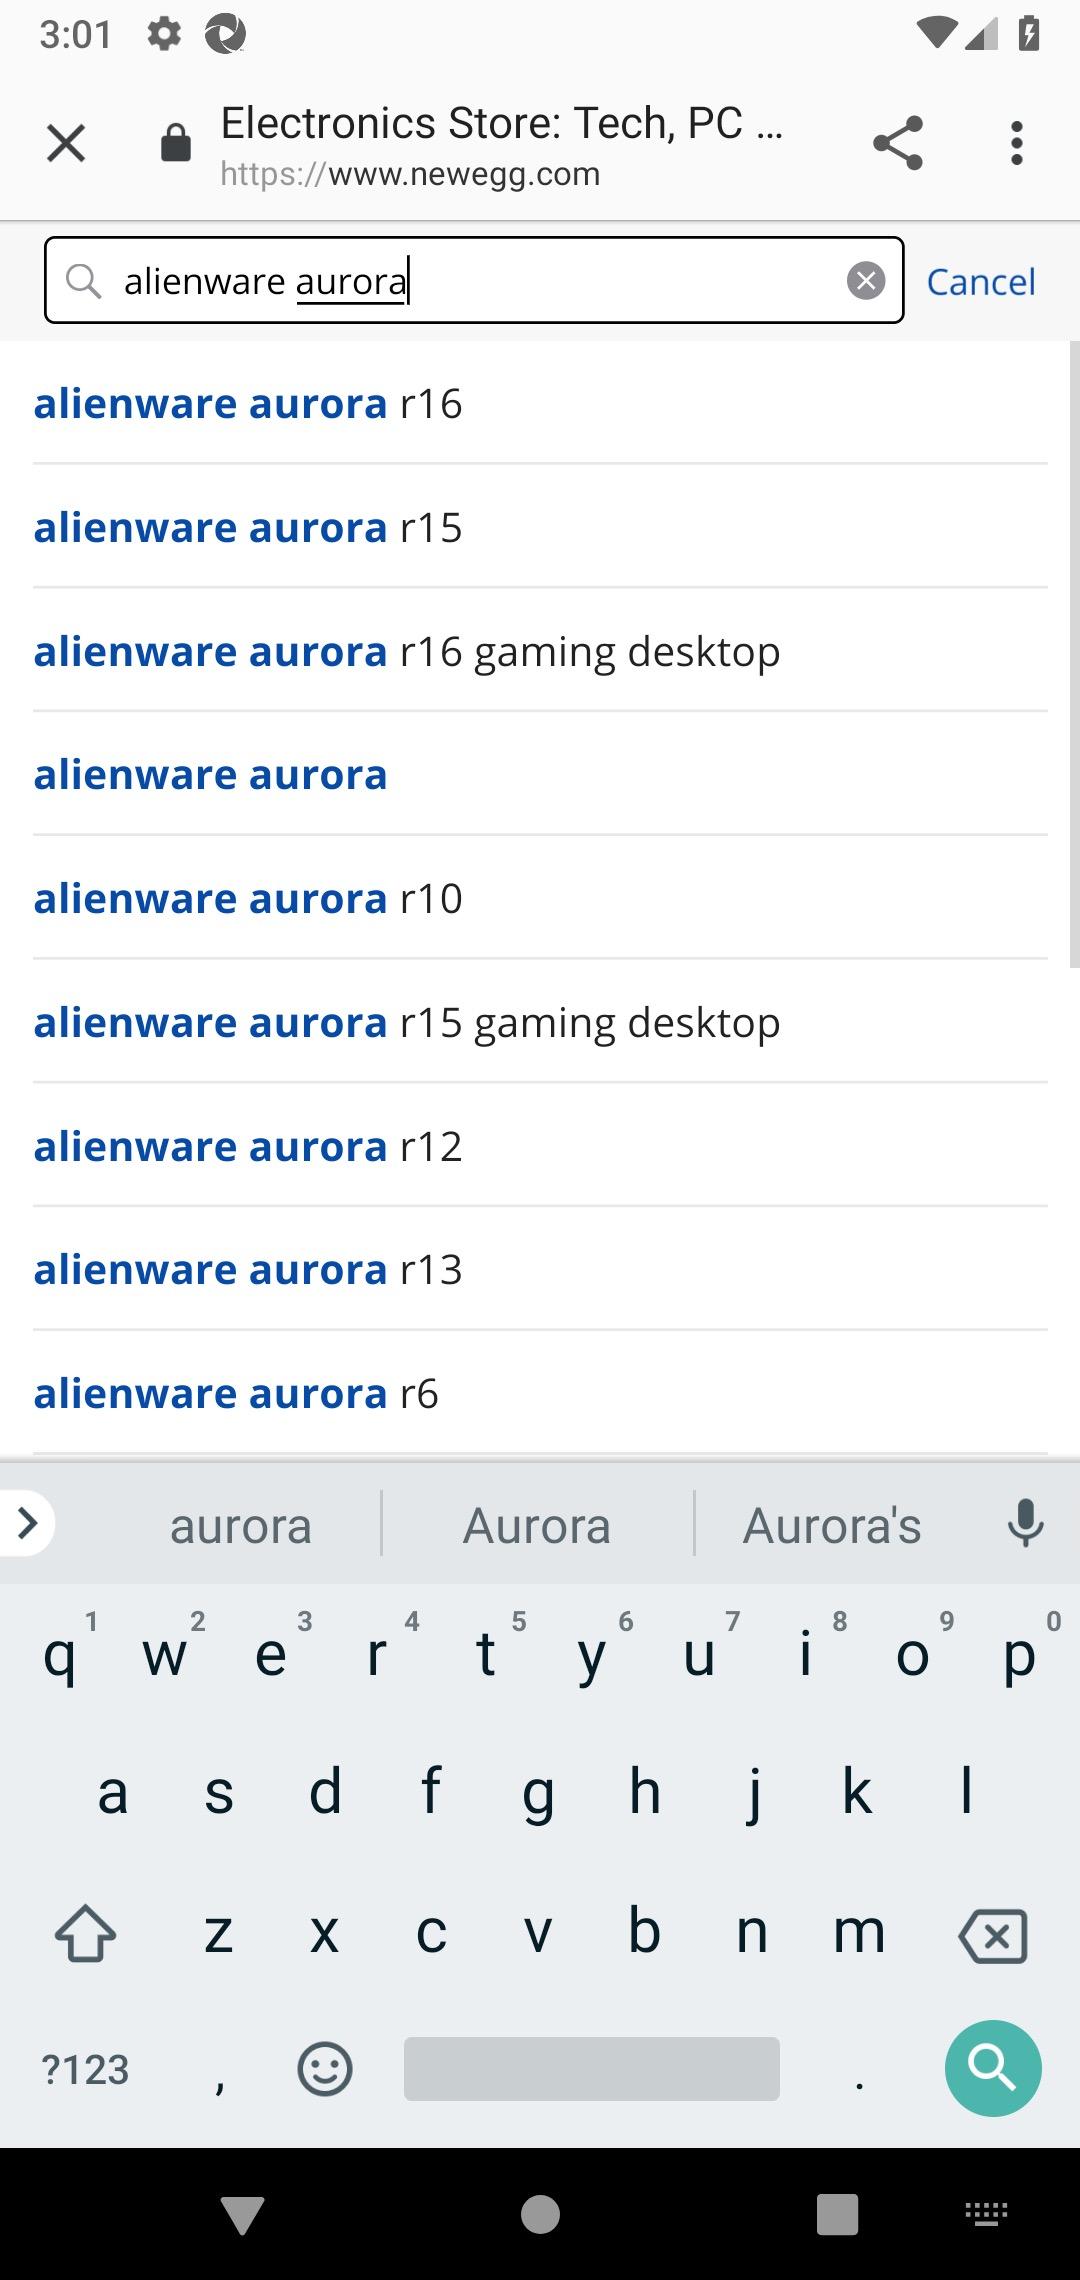 3:01
Electronics Store: Tech, PC ...
https://www.newegg.com
alienware aurora
Cancel
alienware aurora r16
alienware aurora r15
alienware aurora r16 gaming desktop
alienware aurora
alienware aurora r10
alienware aurora r15 gaming desktop
alienware aurora r12
alienware aurora r13
alienware aurora r6
aurora Aurora Aurora's
1 2 3 4 5 6 7 8 9 0
q w e r t y u i o p
a s d f g h j k l
z x c v b n m
?123 , .